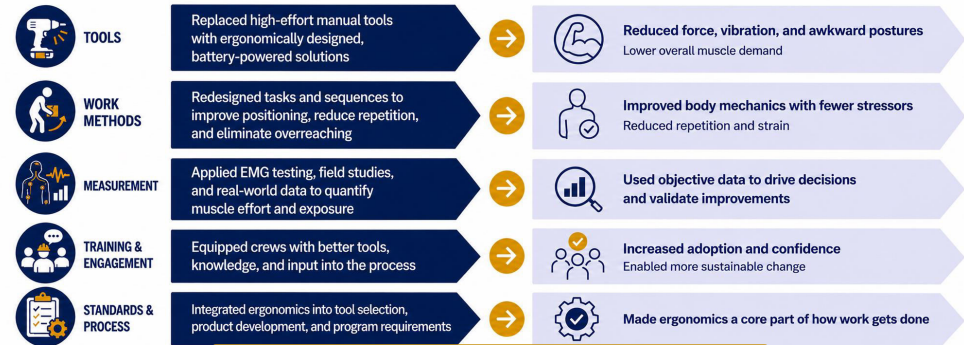 TOOLS
Replaced high-effort manual tools
with ergonomically designed,
battery-powered solutions
Reduced force, vibration, and awkward postures
Lower overall muscle demand
WORK
METHODS
Redesigned tasks and sequences to
improve positioning, reduce repetition,
and eliminate overreaching
Improved body mechanics with fewer stressors
Reduced repetition and strain
MEASUREMENT
Applied EMG testing, field studies,
and real-world data to quantify
muscle effort and exposure
Used objective data to drive decisions
and validate improvements
TRAINING &
ENGAGEMENT
Equipped crews with better tools,
knowledge, and input into the process
Increased adoption and confidence
Enabled more sustainable change
STANDARDS &
PROCESS
Integrated ergonomics into tool selection,
product development, and program requirements
Made ergonomics a core part of how work gets done